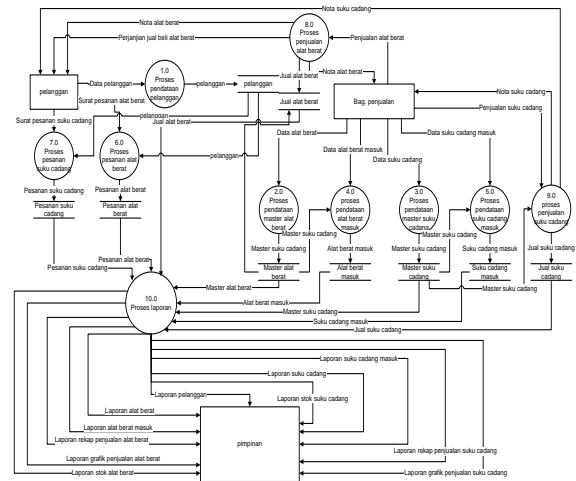 Nota suku cadang
Nota alat berat
8.0
Proses
penjualan
alat berat
Perjanjian jual beli alat berat
Penjualan alat berat
1.0
Proses
pendataan
pelanggan
Nota alat berat
pelanggan
Data pelanggan
pelanggan
pelanggan
Jual alat berat
Nota suku cadang
Surat pesanan alat berat
Jual alat berat
Bag. penjualan
Penjualan suku cadang
Surat pesanan suku cadang
pelanggan
Jual alat berat
Data alat berat
Data suku cadang masuk
7.0
Proses
pesanan
suku cadang
6.0
Proses
pesanan alat
berat
pelanggan
Data alat berat masuk
Data suku cadang
Pesanan suku cadang
Pesanan alat berat
2.0
Proses
pendataan
master alat
berat
4.0
Proses
pendataan
alat berat
masuk
3.0
Proses
pendataan
master suku
cadang
5.0
Proses
pendataan
suku cadang
masuk
9.0
proses
penjualan
suku cadang
Pesanan suku
cadang
Pesanan alat
berat
Master suku cadang
Master suku cadang
Master suku cadang
Alat berat masuk
Master suku cadang
Suku cadang masuk
Jual suku cadang
Pesanan alat berat
Pesanan suku cadang
Master alat
berat
Alat berat
masuk
Master suku
cadang
Suku cadang
masuk
Jual suku
cadang
Master suku cadang
Master alat berat
10.0
Proses laporan
Alat berat masuk
Master suku cadang
Suku cadang masuk
Jual suku cadang
Laporan suku cadang masuk
Laporan suku cadang
Laporan pelanggan
Laporan stok suku cadang
Laporan alat berat
Laporan alat berat masuk
Laporan rekap penjualan alat berat
pimpinan
Laporan rekap penjualan suku cadang
Laporan grafik penjualan alat berat
Laporan stok alat berat
Laporan grafik penjualan suku cadang